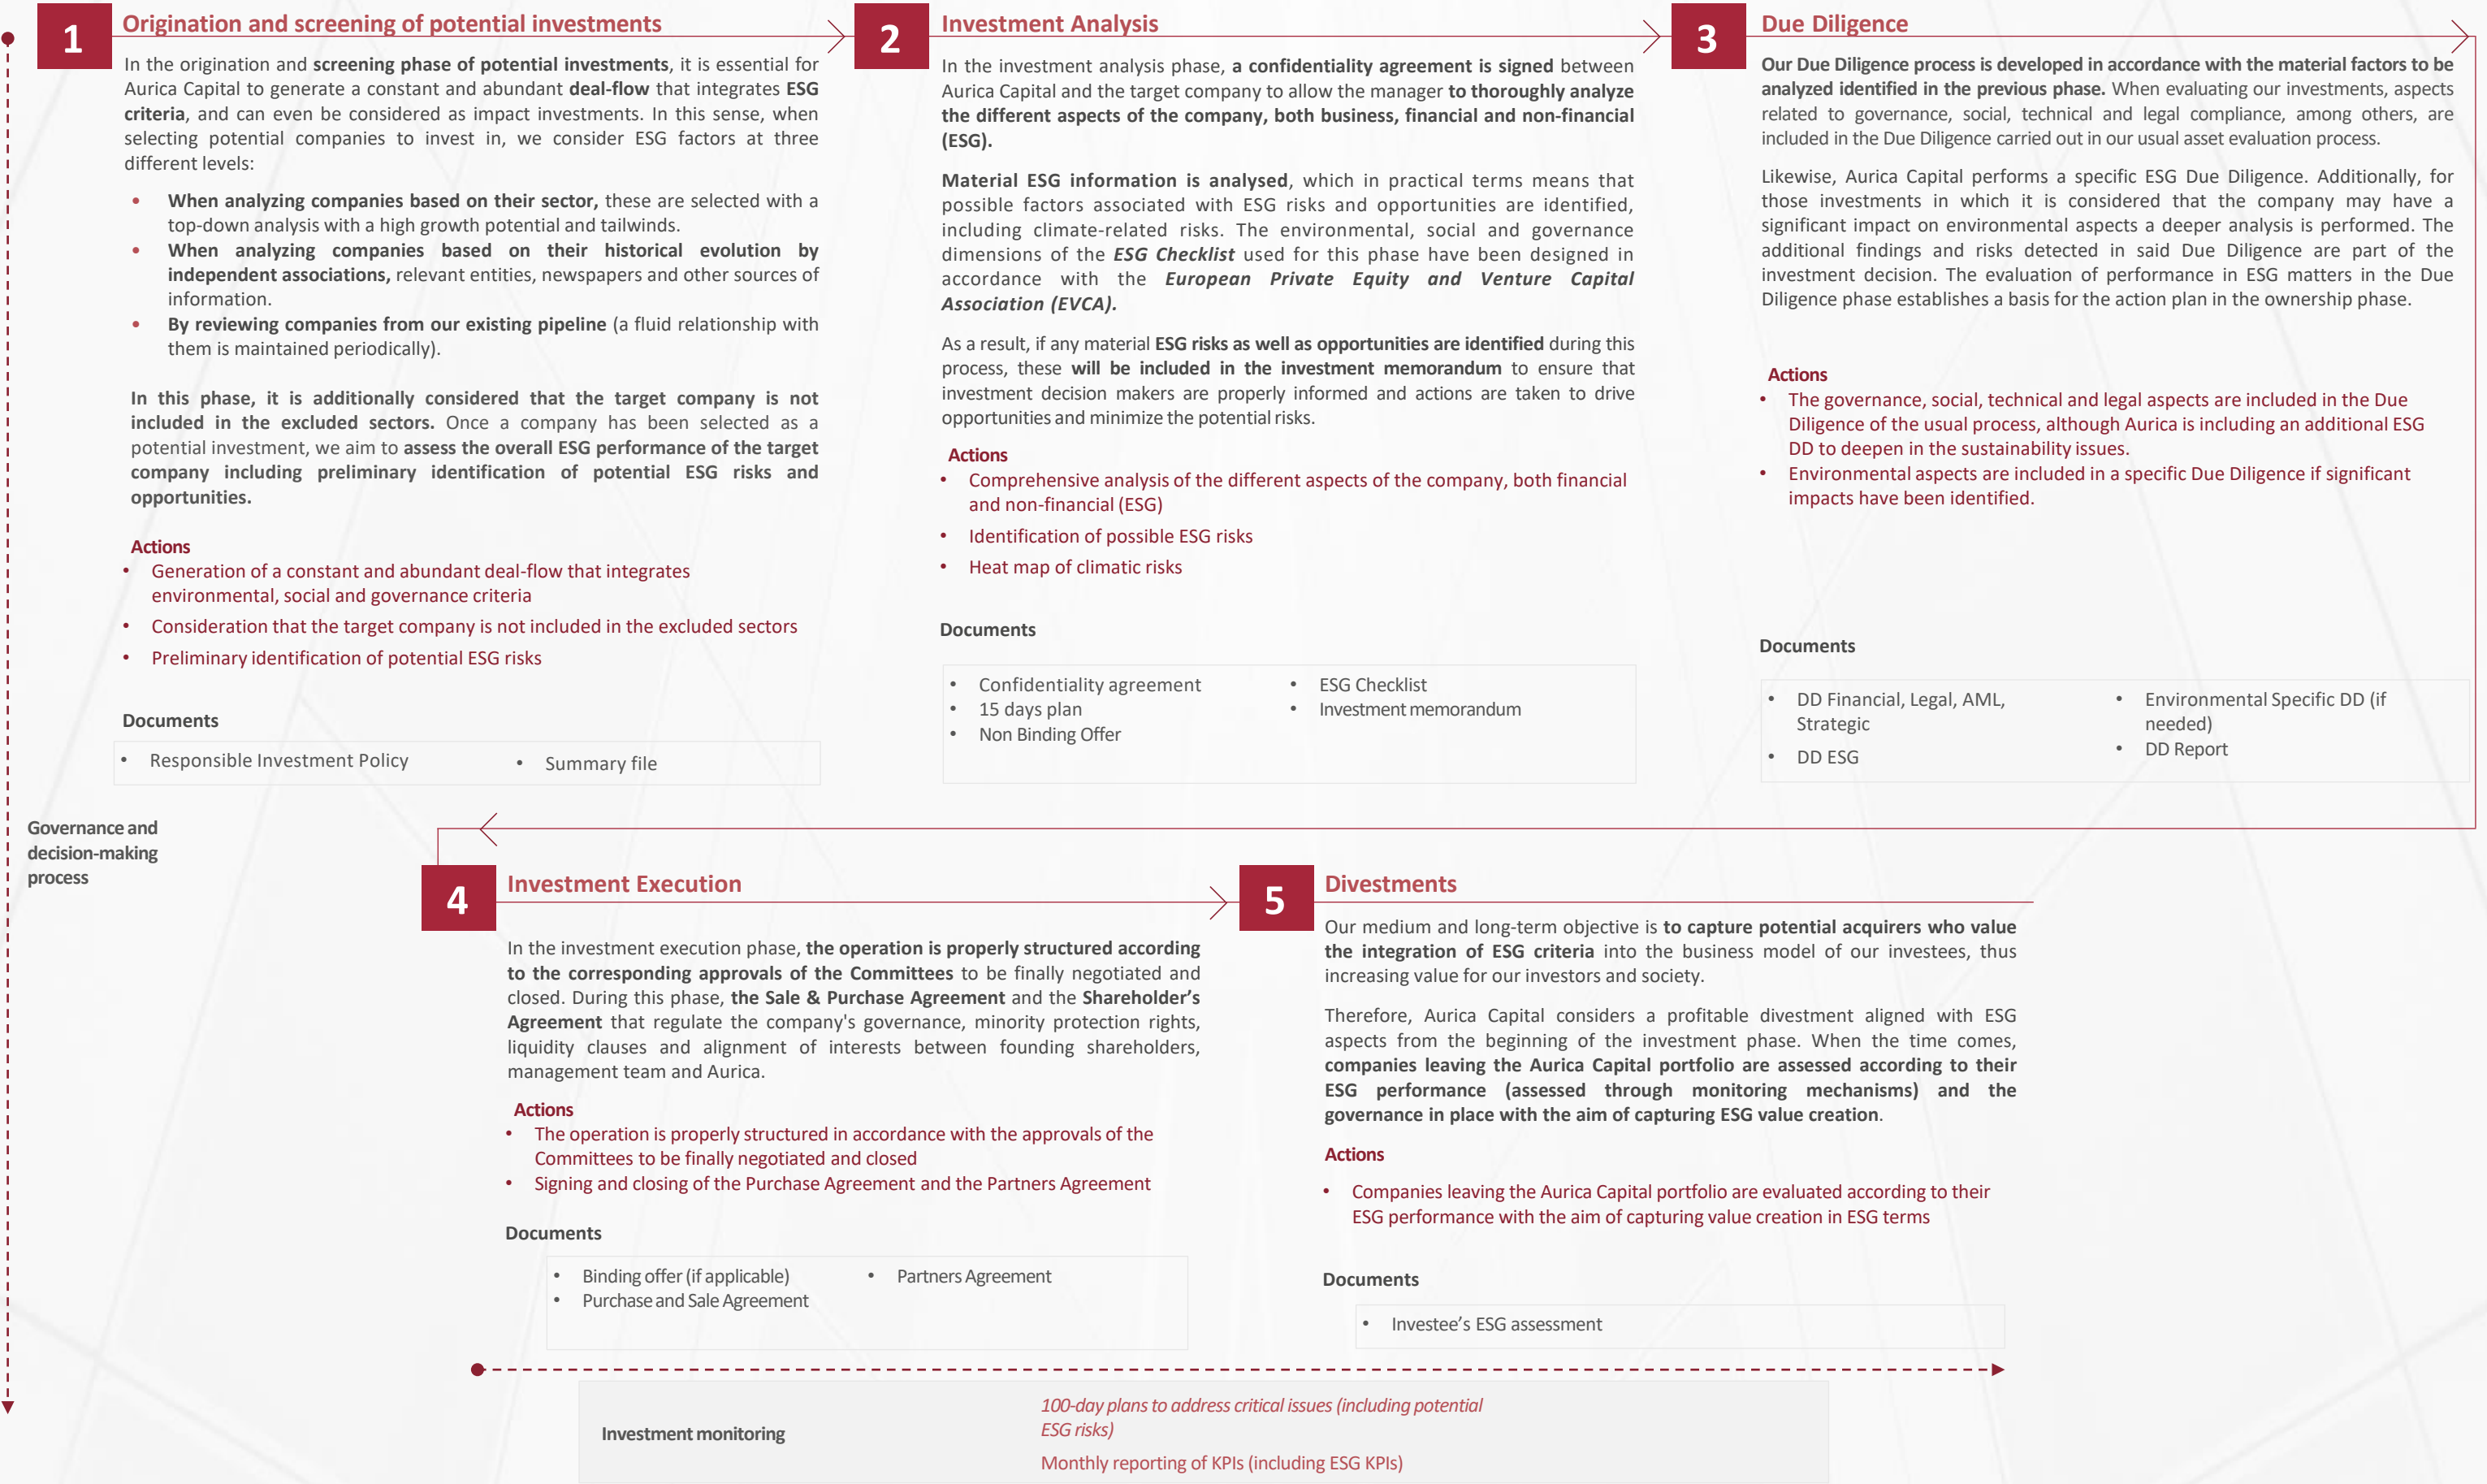 1
Origination and screening of potential investments
In the origination and screening phase of potential investments, it is essential for
Aurica Capital to generate a constant and abundant deal-flow that integrates ESG
criteria, and can even be considered as impact investments. In this sense, when
selecting potential companies to invest in, we consider ESG factors at three
different levels:
• When analyzing companies based on their sector, these are selected with a
top-down analysis with a high growth potential and tailwinds.
• When analyzing companies based on their historical evolution by
independent associations, relevant entities, newspapers and other sources of
information.
• By reviewing companies from our existing pipeline (a fluid relationship with
them is maintained periodically).
In this phase, it is additionally considered that the target company is not
included in the excluded sectors. Once a company has been selected as a
potential investment, we aim to assess the overall ESG performance of the target
company including preliminary identification of potential ESG risks and
opportunities.
Actions
• Generation of a constant and abundant deal-flow that integrates
environmental, social and governance criteria
• Consideration that the target company is not included in the excluded sectors
• Preliminary identification of potential ESG risks
Documents
• Responsible Investment Policy
• Summary file
2
Investment Analysis
In the investment analysis phase, a confidentiality agreement is signed between
Aurica Capital and the target company to allow the manager to thoroughly analyze
the different aspects of the company, both business, financial and non-financial
(ESG).
Material ESG information is analysed, which in practical terms means that
possible factors associated with ESG risks and opportunities are identified,
including climate-related risks. The environmental, social and governance
dimensions of the ESG Checklist used for this phase have been designed in
accordance with the European Private Equity and Venture Capital
Association (EVCA).
As a result, if any material ESG risks as well as opportunities are identified during this
process, these will be included in the investment memorandum to ensure that
investment decision makers are properly informed and actions are taken to drive
opportunities and minimize the potential risks.
Actions
• Comprehensive analysis of the different aspects of the company, both financial
and non-financial (ESG)
• Identification of possible ESG risks
• Heat map of climatic risks
Documents
• Confidentiality agreement
• 15 days plan
• Non Binding Offer
• ESG Checklist
• Investment memorandum
3
Due Diligence
Our Due Diligence process is developed in accordance with the material factors to be
analyzed identified in the previous phase. When evaluating our investments, aspects
related to governance, social, technical and legal compliance, among others, are
included in the Due Diligence carried out in our usual asset evaluation process.
Likewise, Aurica Capital performs a specific ESG Due Diligence. Additionally, for
those investments in which it is considered that the company may have a
significant impact on environmental aspects a deeper analysis is performed. The
additional findings and risks detected in said Due Diligence are part of the
investment decision. The evaluation of performance in ESG matters in the Due
Diligence phase establishes a basis for the action plan in the ownership phase.
Actions
• The governance, social, technical and legal aspects are included in the Due
Diligence of the usual process, although Aurica is including an additional ESG
DD to deepen in the sustainability issues.
• Environmental aspects are included in a specific Due Diligence if significant
impacts have been identified.
Documents
• DD Financial, Legal, AML,
Strategic
• DD ESG
• Environmental Specific DD (if
needed)
• DD Report
Governance and
decision-making
process
4
Investment Execution
In the investment execution phase, the operation is properly structured according
to the corresponding approvals of the Committees to be finally negotiated and
closed. During this phase, the Sale & Purchase Agreement and the Shareholder's
Agreement that regulate the company's governance, minority protection rights,
liquidity clauses and alignment of interests between founding shareholders,
management team and Aurica.
Actions
• The operation is properly structured in accordance with the approvals of the
Committees to be finally negotiated and closed
• Signing and closing of the Purchase Agreement and the Partners Agreement
Documents
• Binding offer (if applicable)
• Purchase and Sale Agreement
• Partners Agreement
5
Divestments
Our medium and long-term objective is to capture potential acquirers who value
the integration of ESG criteria into the business model of our investees, thus
increasing value for our investors and society.
Therefore, Aurica Capital considers a profitable divestment aligned with ESG
aspects from the beginning of the investment phase. When the time comes,
companies leaving the Aurica Capital portfolio are assessed according to their
ESG performance (assessed through monitoring mechanisms) and the
governance in place with the aim of capturing ESG value creation.
Actions
• Companies leaving the Aurica Capital portfolio are evaluated according to their
ESG performance with the aim of capturing value creation in ESG terms
Documents
• Investee's ESG assessment
Investment monitoring
100-day plans to address critical issues (including potential
ESG risks)
Monthly reporting of KPIs (including ESG KPIs)